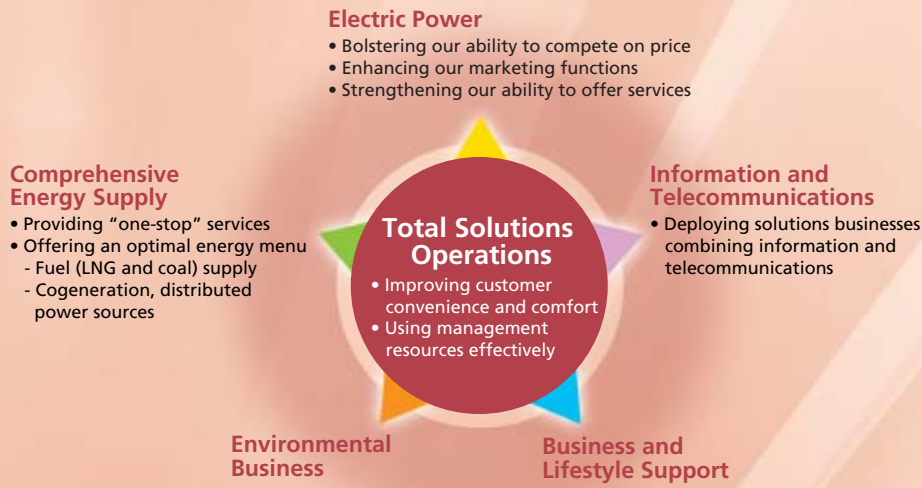 Electric Power
• Bolstering our ability to compete on price
• Enhancing our marketing functions
• Strengthening our ability to offer services
Comprehensive
Energy Supply
• Providing “one-stop” services
• Offering an optimal energy menu
- Fuel (LNG and coal) supply
- Cogeneration, distributed
power sources
Total Solutions
Operations
• Improving customer
convenience and comfort
• Using management
resources effectively
Information and
Telecommunications
• Deploying solutions businesses
combining information and
telecommunications
Environmental
Business
Business and
Lifestyle Support